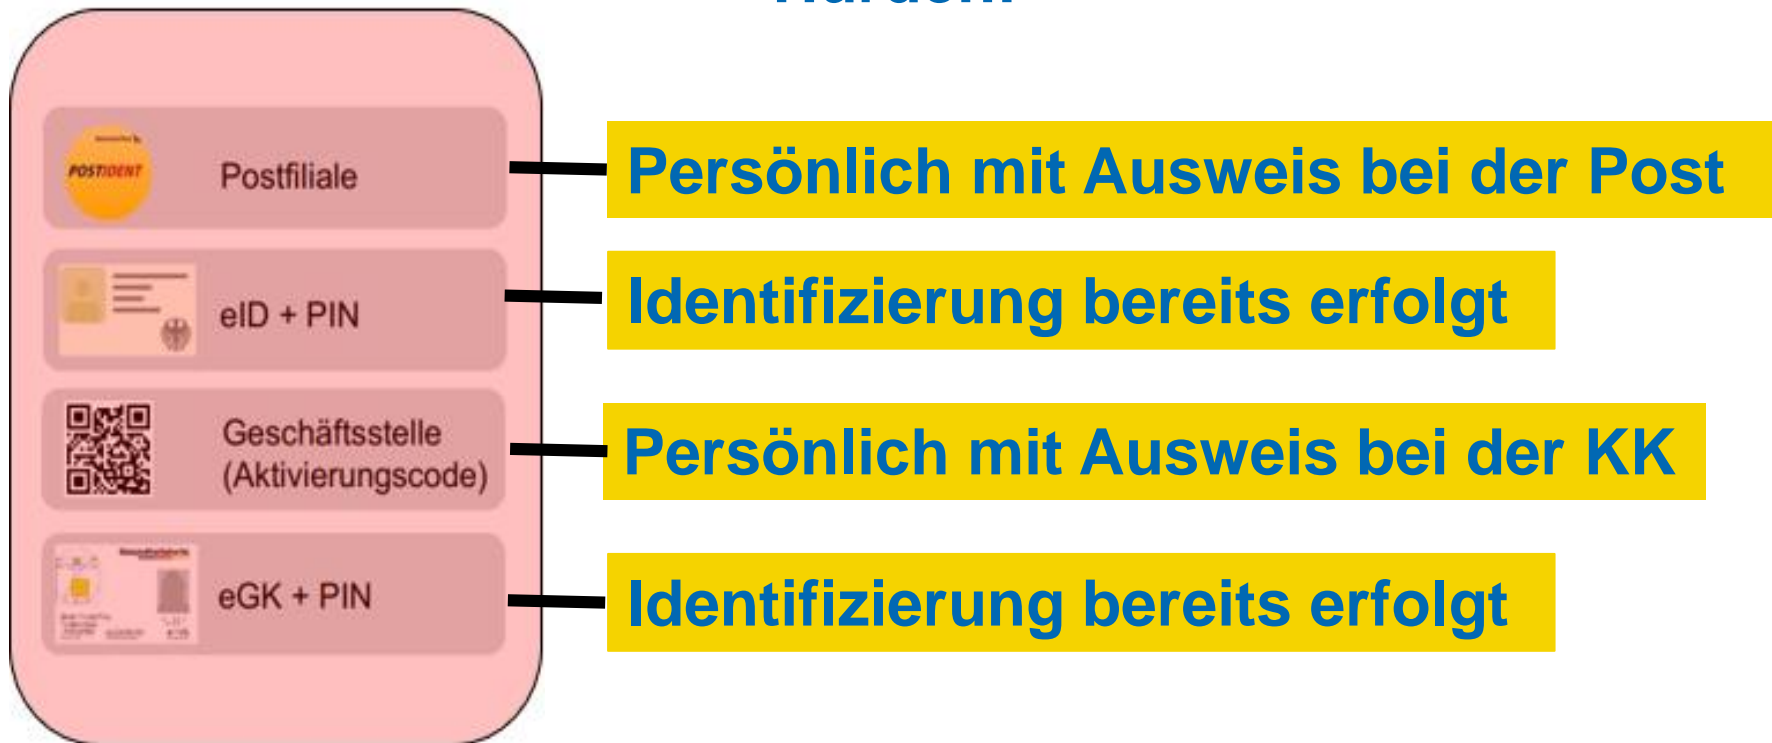 POSTIDENT
Postfiliale
Persönlich mit Ausweis bei der Post
eID + PIN
Identifizierung bereits erfolgt
Geschäftsstelle
(Aktivierungscode)
Persönlich mit Ausweis bei der KK
eGK + PIN
Identifizierung bereits erfolgt